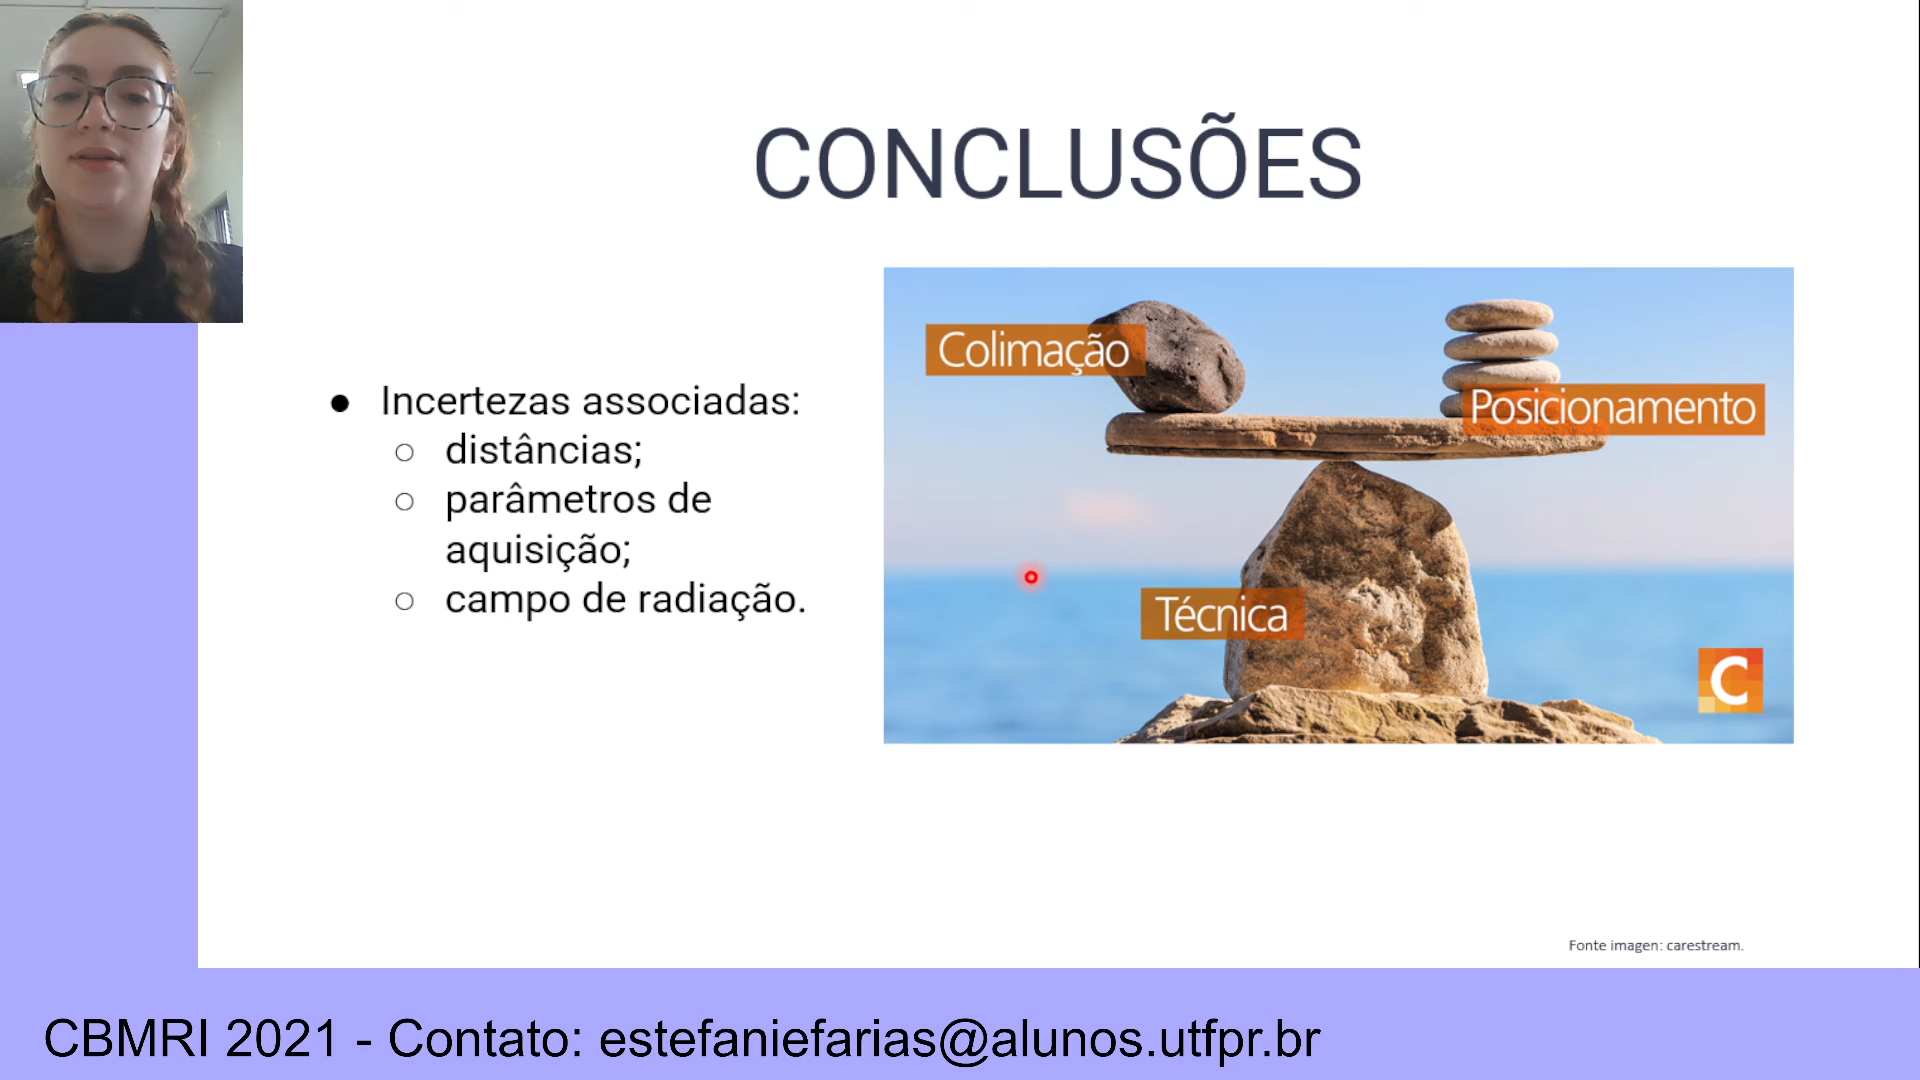 CONCLUSÕES
● Incertezas associadas:
○ distâncias;
○ parâmetros de
aquisição;
○ campo de radiação.
Colimação
Posicionamento
Técnica
C
Fonte imagen: carestream.
CBMRI 2021 - Contato: estefaniefarias@alunos.utfpr.br